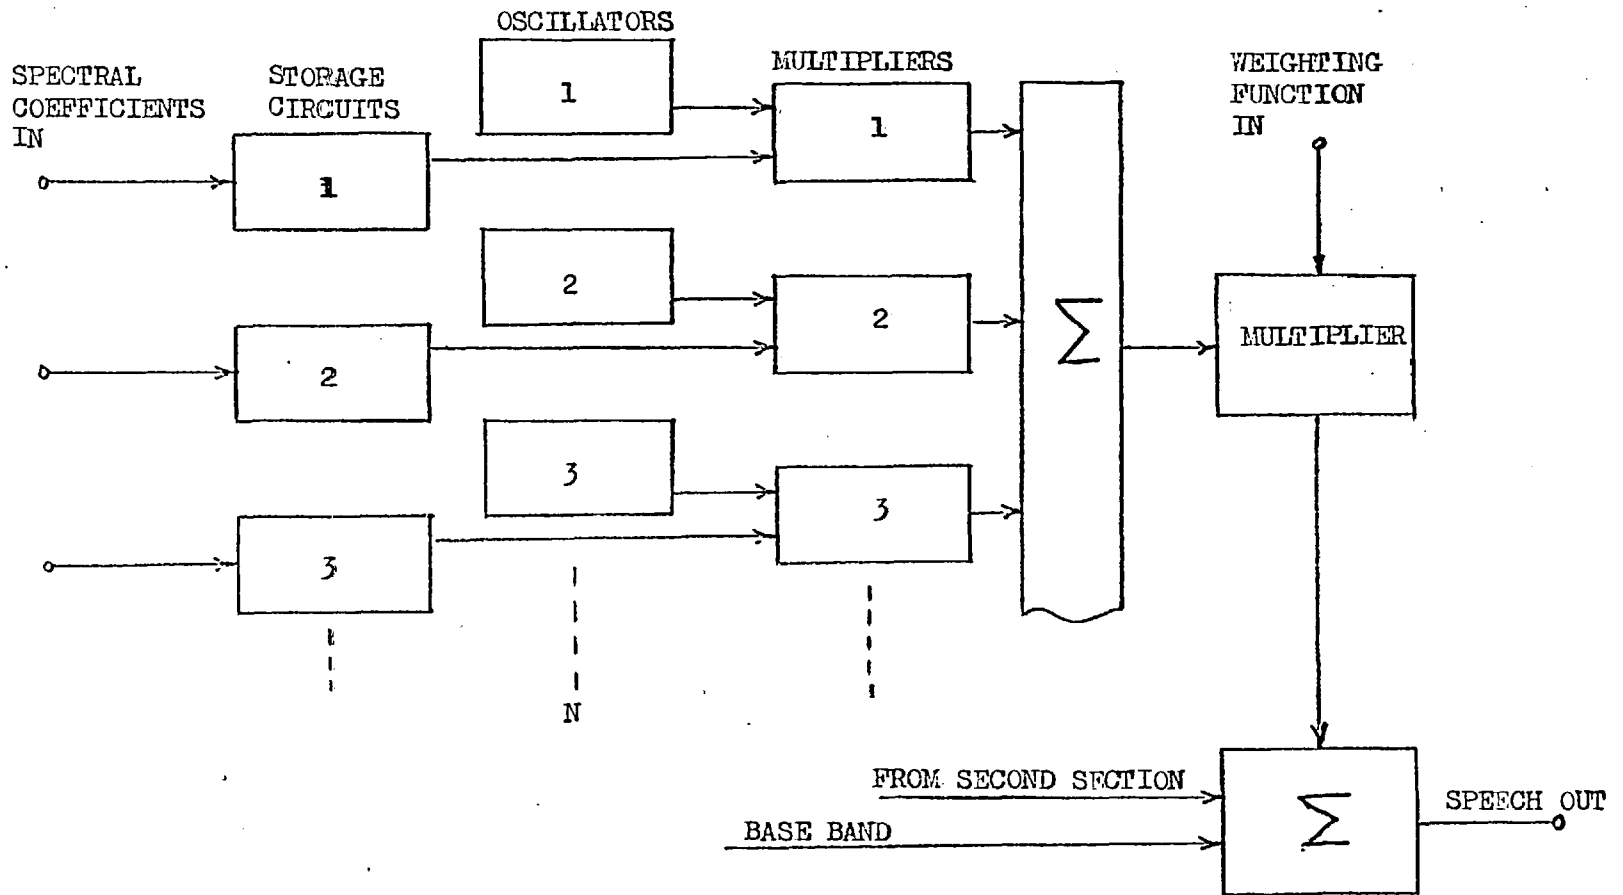 OSCILLATORS
SPECTRAL
COEFFICIENTS
IN
STORAGE
CIRCUITS
MULTIPLIERS
WEIGHTING
FUNCTION
IN
1
1
1
2
2
2
3
3
3
Σ
MULTIPLIER
N
FROM SECOND SECTION
BASE BAND
Σ
SPEECH OUT